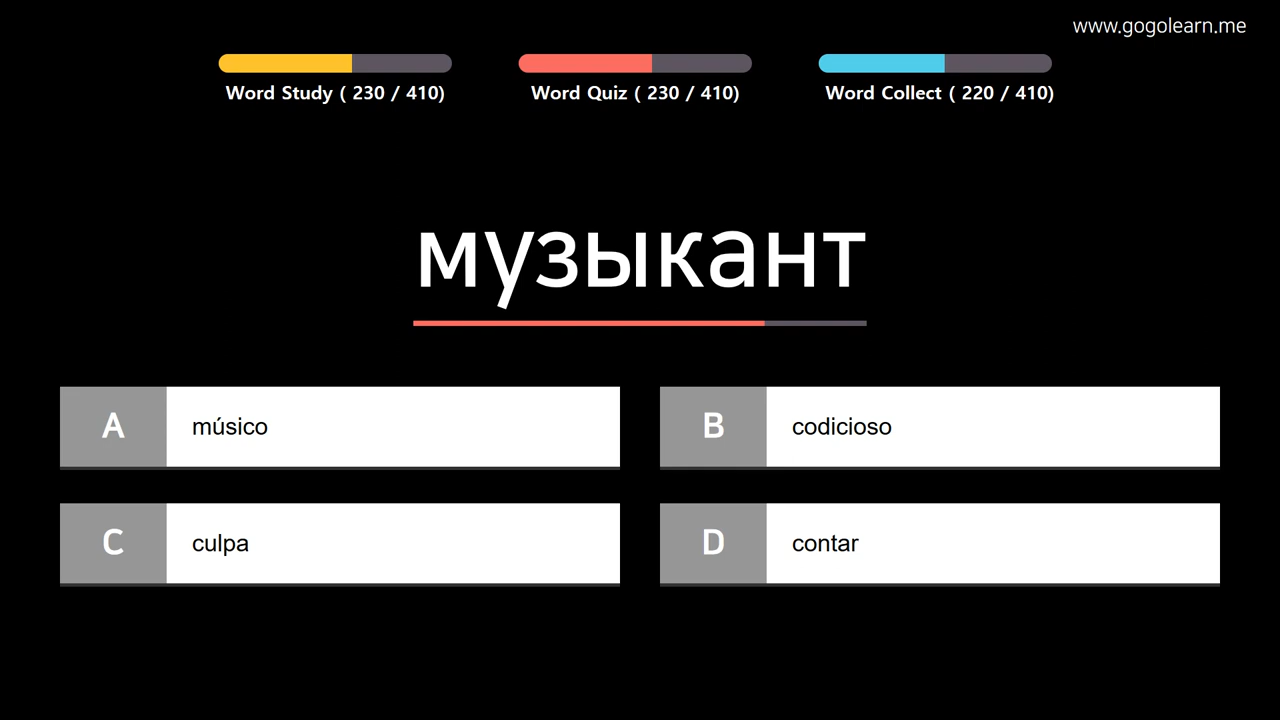 www.gogolearn.me
Word Study ( 230 / 410)
Word Quiz ( 230 / 410)
Word Collect ( 220 / 410)
музыкант
A músico
B codicioso
C culpa
D contar